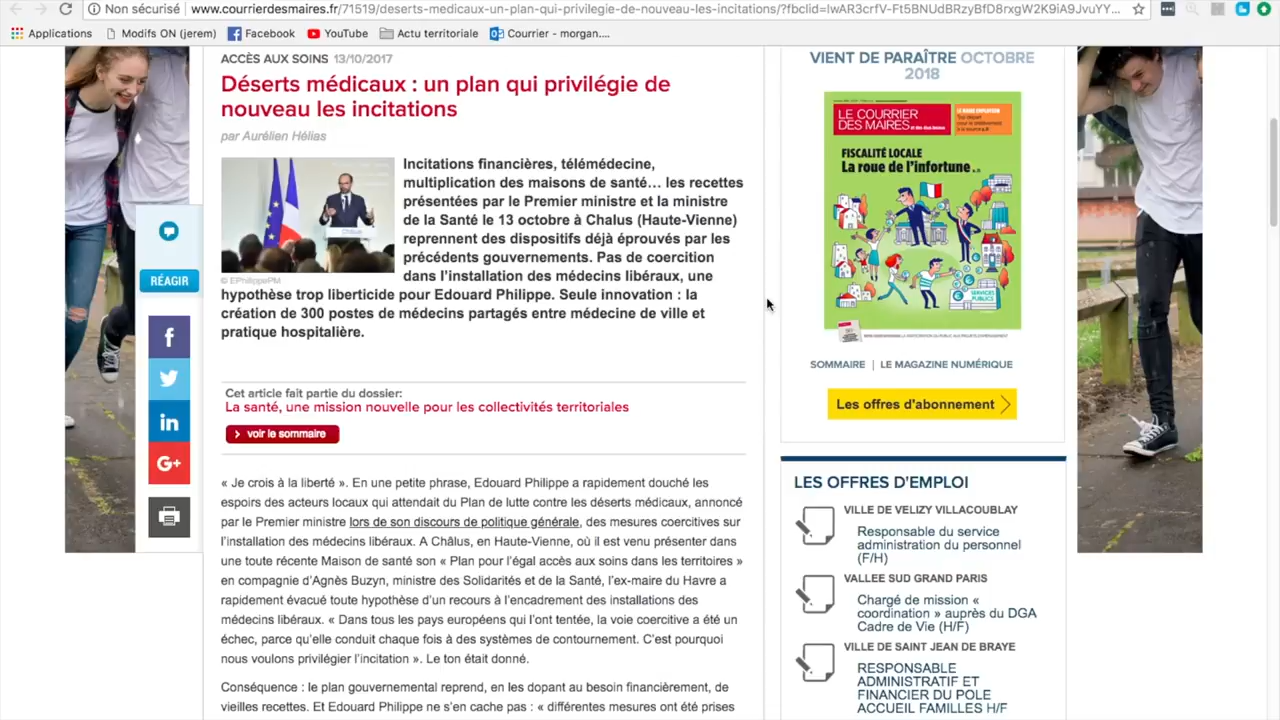 Non sécurisé
www.courrierdesmaires.fr/71519/deserts-medicaux-un-plan-qui-privilegie-de-nouveau-les-incitations/?fbclid=IwAR3crfV-Ft5BNUdBRzyBfD8rxgW2K9iA9JvuYY...
Applications
Modifs ON (jerem)
Facebook
YouTube
Actu territoriale
Courrier - morgan....
ACCÈS AUX SOINS 13/10/2017
Déserts médicaux : un plan qui privilégie de
nouveau les incitations
par Aurélien Hélias
Incitations financières, télémédecine,
multiplication des maisons de santé… les recettes
présentées par le Premier ministre et la ministre
de la Santé le 13 octobre à Chalus (Haute-Vienne)
reprennent des dispositifs déjà éprouvés par les
précédents gouvernements. Pas de coercition
dans l'installation des médecins libéraux, une
hypothèse trop liberticide pour Edouard Philippe. Seule innovation : la
création de 300 postes de médecins partagés entre médecine de ville et
pratique hospitalière.
© EPhilippePM
RÉAGIR
f
in
G+
Cet article fait partie du dossier:
La santé, une mission nouvelle pour les collectivités territoriales
voir le sommaire
« Je crois à la liberté ». En une petite phrase, Edouard Philippe a rapidement douché les
espoirs des acteurs locaux qui attendait du Plan de lutte contre les déserts médicaux, annoncé
par le Premier ministre lors de son discours de politique générale, des mesures coercitives sur
l'installation des médecins libéraux. A Châlus, en Haute-Vienne, où il est venu présenter dans
une toute récente Maison de santé son « Plan pour l'égal accès aux soins dans les territoires »
en compagnie d'Agnès Buzyn, ministre des Solidarités et de la Santé, l'ex-maire du Havre a
rapidement évacué toute hypothèse d'un recours à l'encadrement des installations des
médecins libéraux. « Dans tous les pays européens qui l'ont tentée, la voie coercitive a été un
échec, parce qu'elle conduit chaque fois à des systèmes de contournement. C'est pourquoi
nous voulons privilégier l'incitation ». Le ton était donné.
Conséquence : le plan gouvernemental reprend, en les dopant au besoin financièrement, de
vieilles recettes. Et Edouard Philippe ne s'en cache pas : « différentes mesures ont été prises
VIENT DE PARAÎTRE OCTOBRE
2018
LE COURRIER
DES MAIRES
FISCALITÉ LOCALE
La roue de l'infortune
SERVICES
PUBLICS
SOMMAIRE | LE MAGAZINE NUMÉRIQUE
Les offres d'abonnement
LES OFFRES D'EMPLOI
VILLE DE VELIZY VILLACOUBLAY
Responsable du service
administration du personnel
(F/H)
VALLEE SUD GRAND PARIS
Chargé de mission «
coordination » auprès du DGA
Cadre de Vie (H/F)
VILLE DE SAINT JEAN DE BRAYE
RESPONSABLE
ADMINISTRATIF ET
FINANCIER DU POLE
ACCUEIL FAMILLES H/F